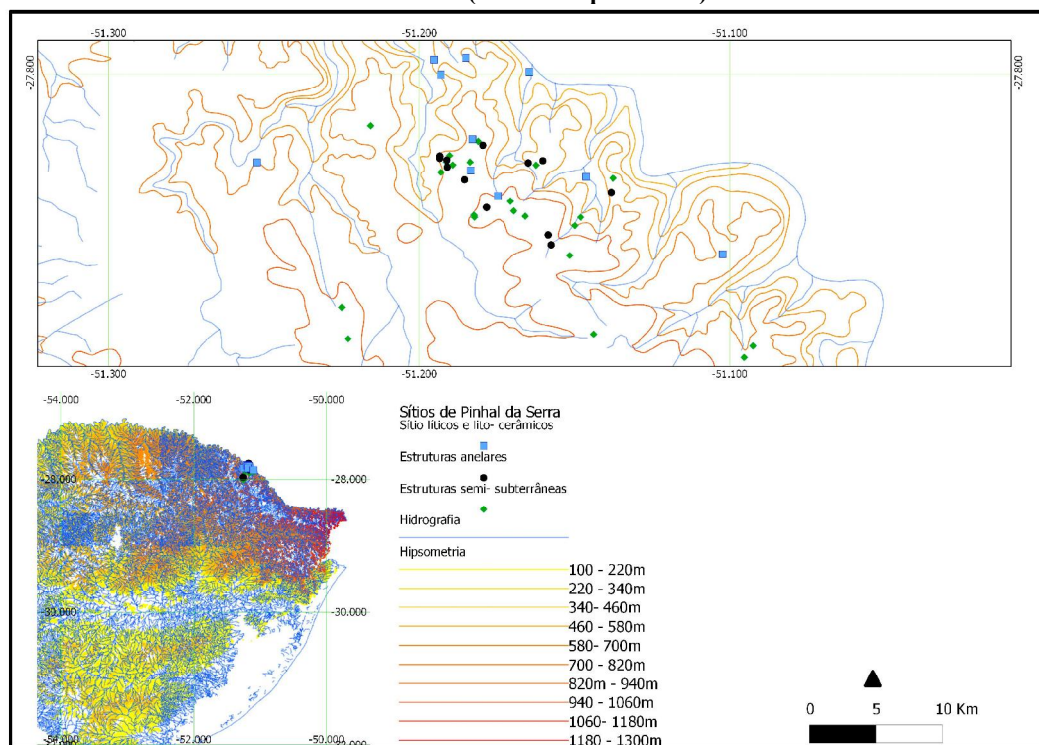 -51.300 -51.200 -51.100
-27.800 -27.800
-51.300 -51.200 -51.100
-54.000 -52.000 -50.000
-28.000 -28.000
-30.000 -30.000
-54.000 -52.000 -50.000
Sítios de Pinhal da Serra
Sítio líticos e lito- cerâmicos
Estruturas anelares
Estruturas semi- subterrâneas
Hidrografia
Hipsometria
100 - 220m
220 - 340m
340- 460m
460 - 580m
580- 700m
700 - 820m
820m - 940m
940 - 1060m
1060- 1180m
1180 - 1300m
0 5 10 Km